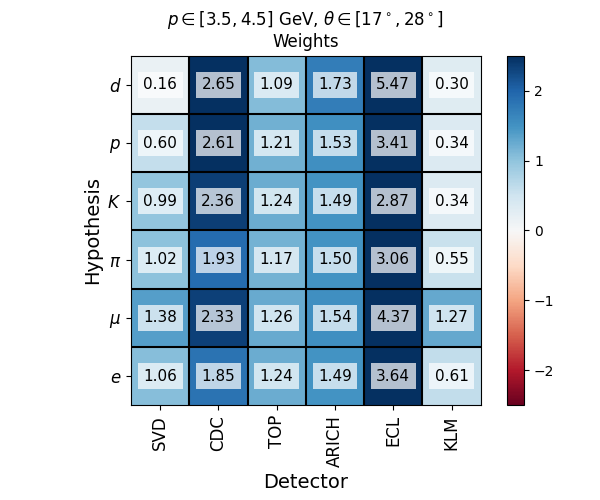 p ∈ [3.5, 4.5] GeV, θ ∈ [17°, 28°]
Weights
Hypothesis
d 0.16 2.65 1.09 1.73 5.47 0.30
p 0.60 2.61 1.21 1.53 3.41 0.34
K 0.99 2.36 1.24 1.49 2.87 0.34
π 1.02 1.93 1.17 1.50 3.06 0.55
μ 1.38 2.33 1.26 1.54 4.37 1.27
e 1.06 1.85 1.24 1.49 3.64 0.61
SVD CDC TOP ARICH ECL KLM
Detector
2
1
0
−1
−2